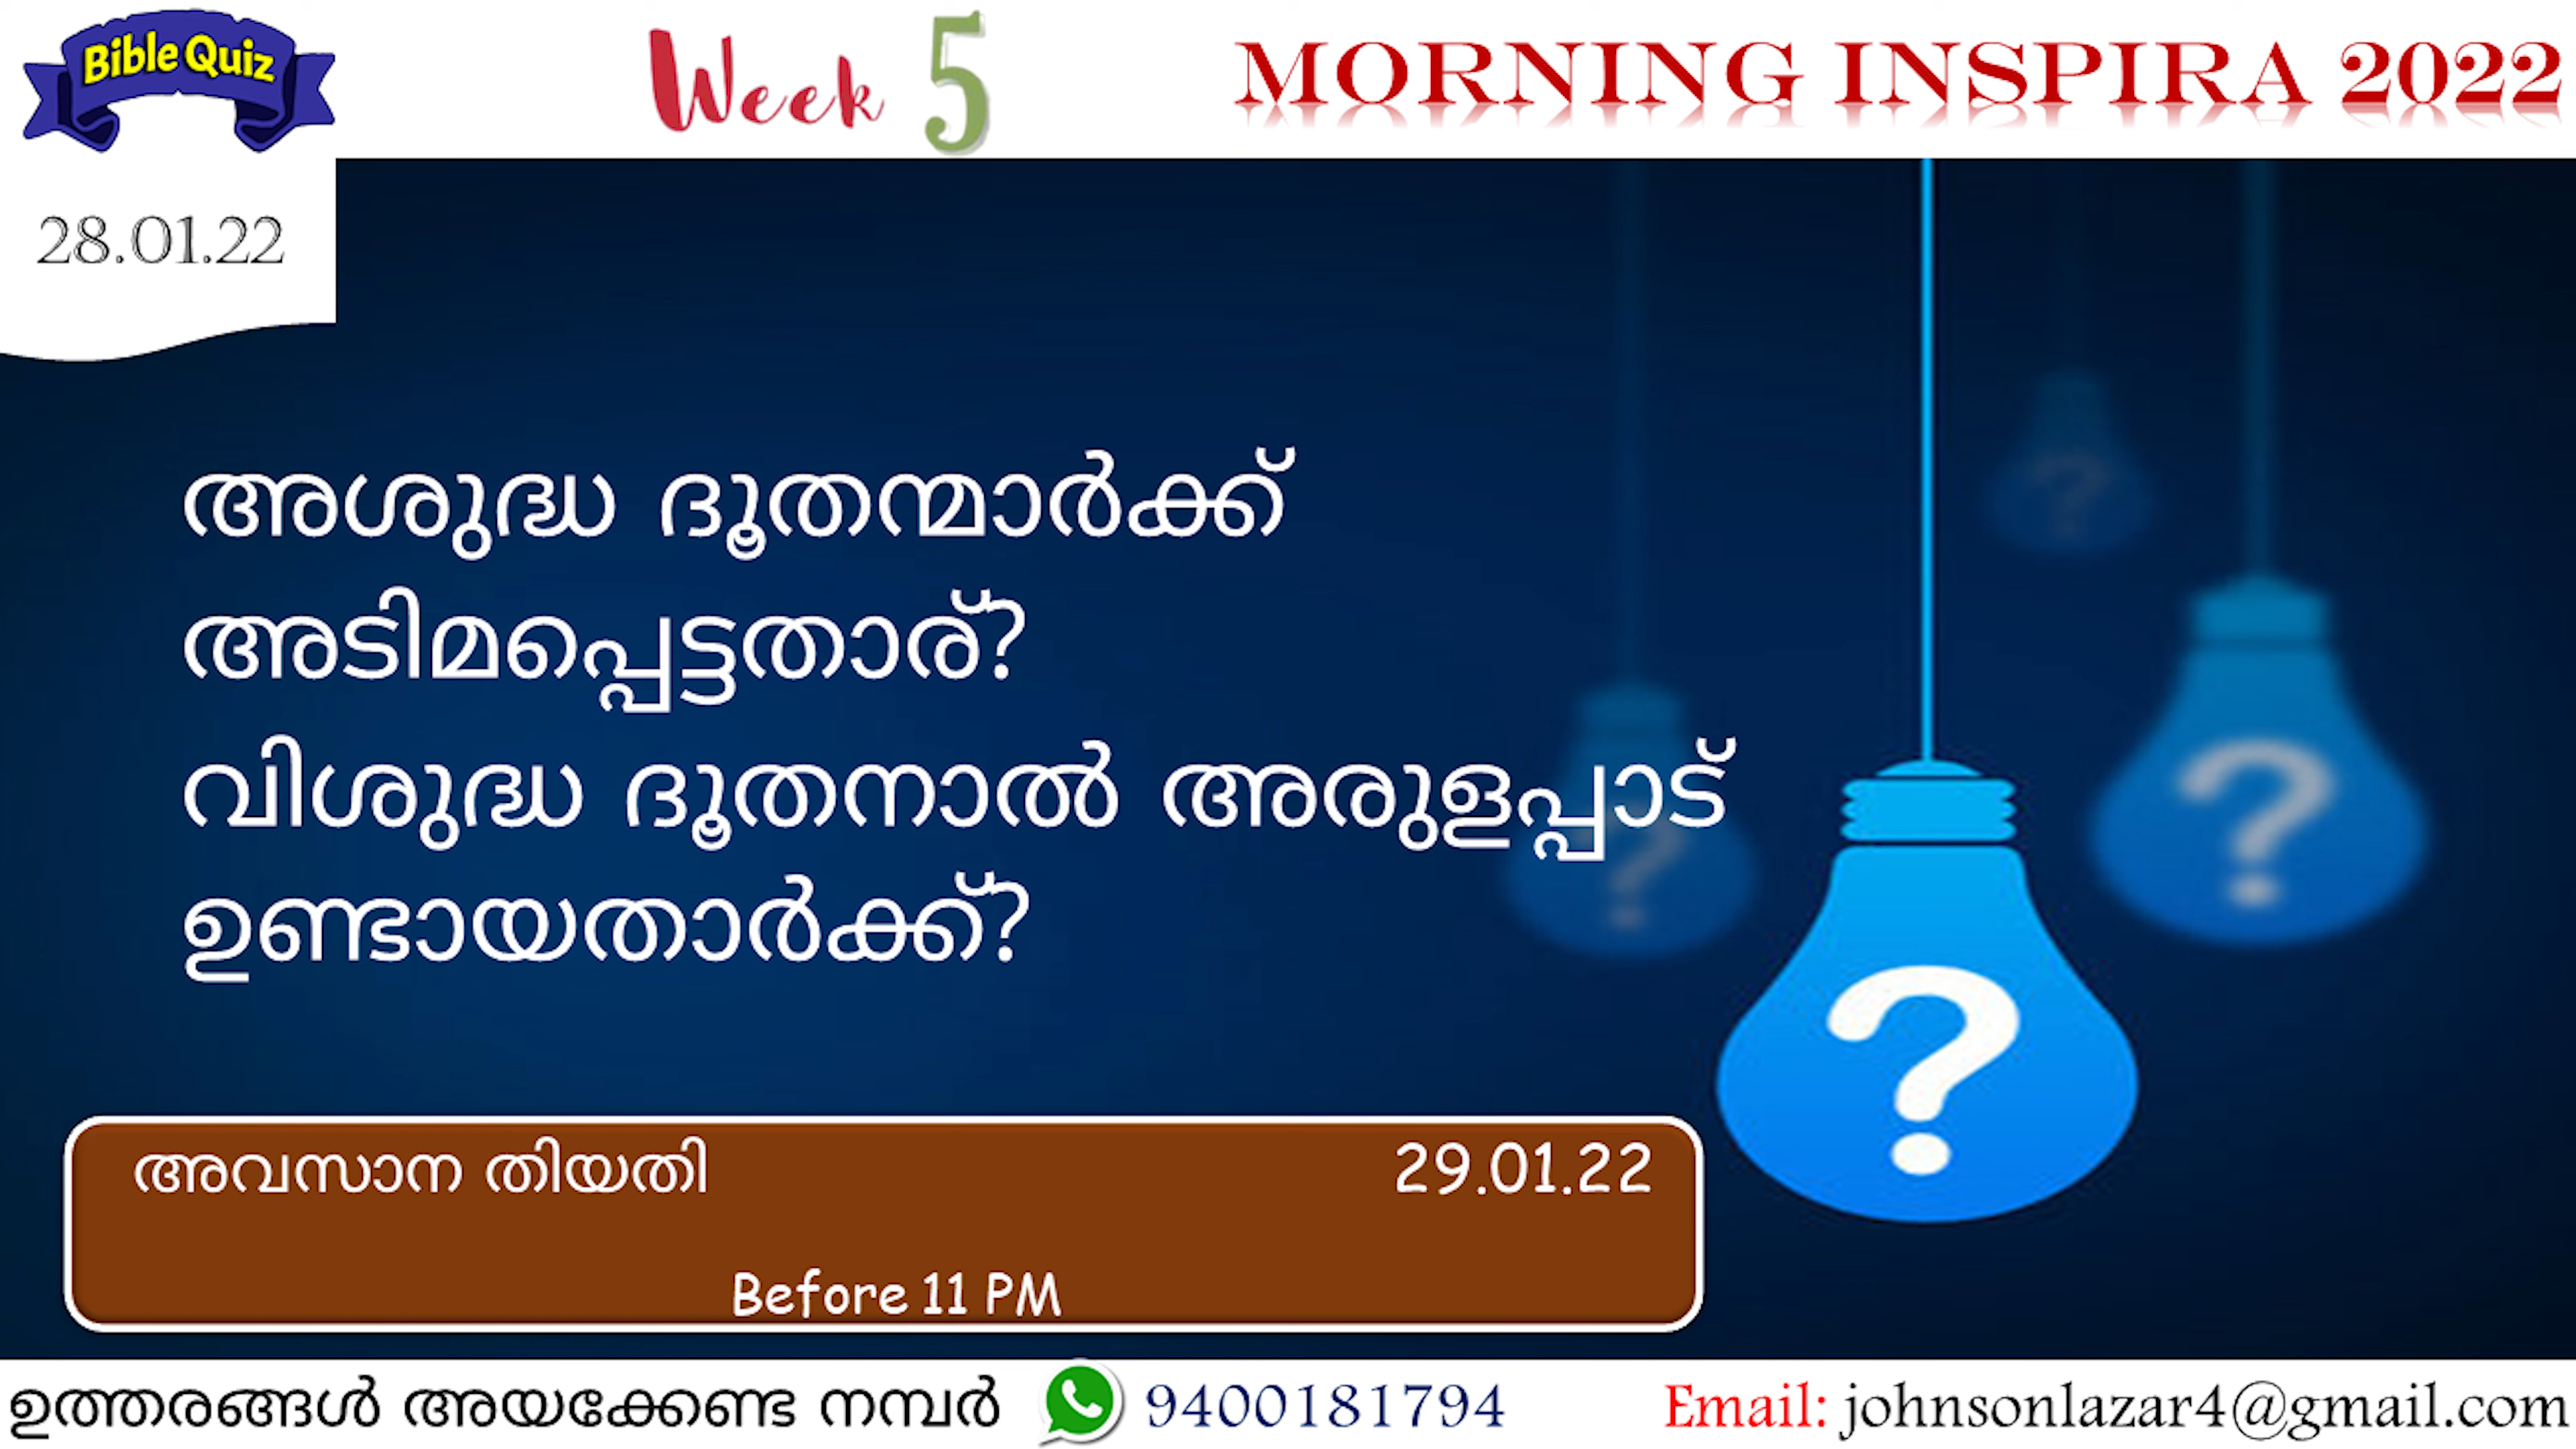 Bible Quiz
Week 5
MORNING INSPIRA 2022
28.01.22
അശുദ്ധ ദൂതന്മാർക്ക്
അടിമപ്പെട്ടതാര്?
വിശുദ്ധ ദൂതനാൽ അരുളപ്പാട്
ഉണ്ടായതാർക്ക്?
അവസാന തിയതി 29.01.22
Before 11 PM
ഉത്തരങ്ങൾ അയക്കേണ്ട നമ്പർ 9400181794 Email: johnsonlazar4@gmail.com